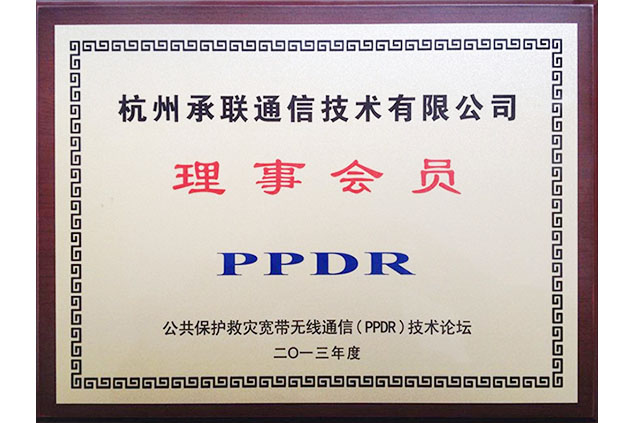 杭州承联通信技术有限公司
理事会员
PPDR
公共保护救灾宽带无线通信(PPDR)技术论坛
二〇一三年度